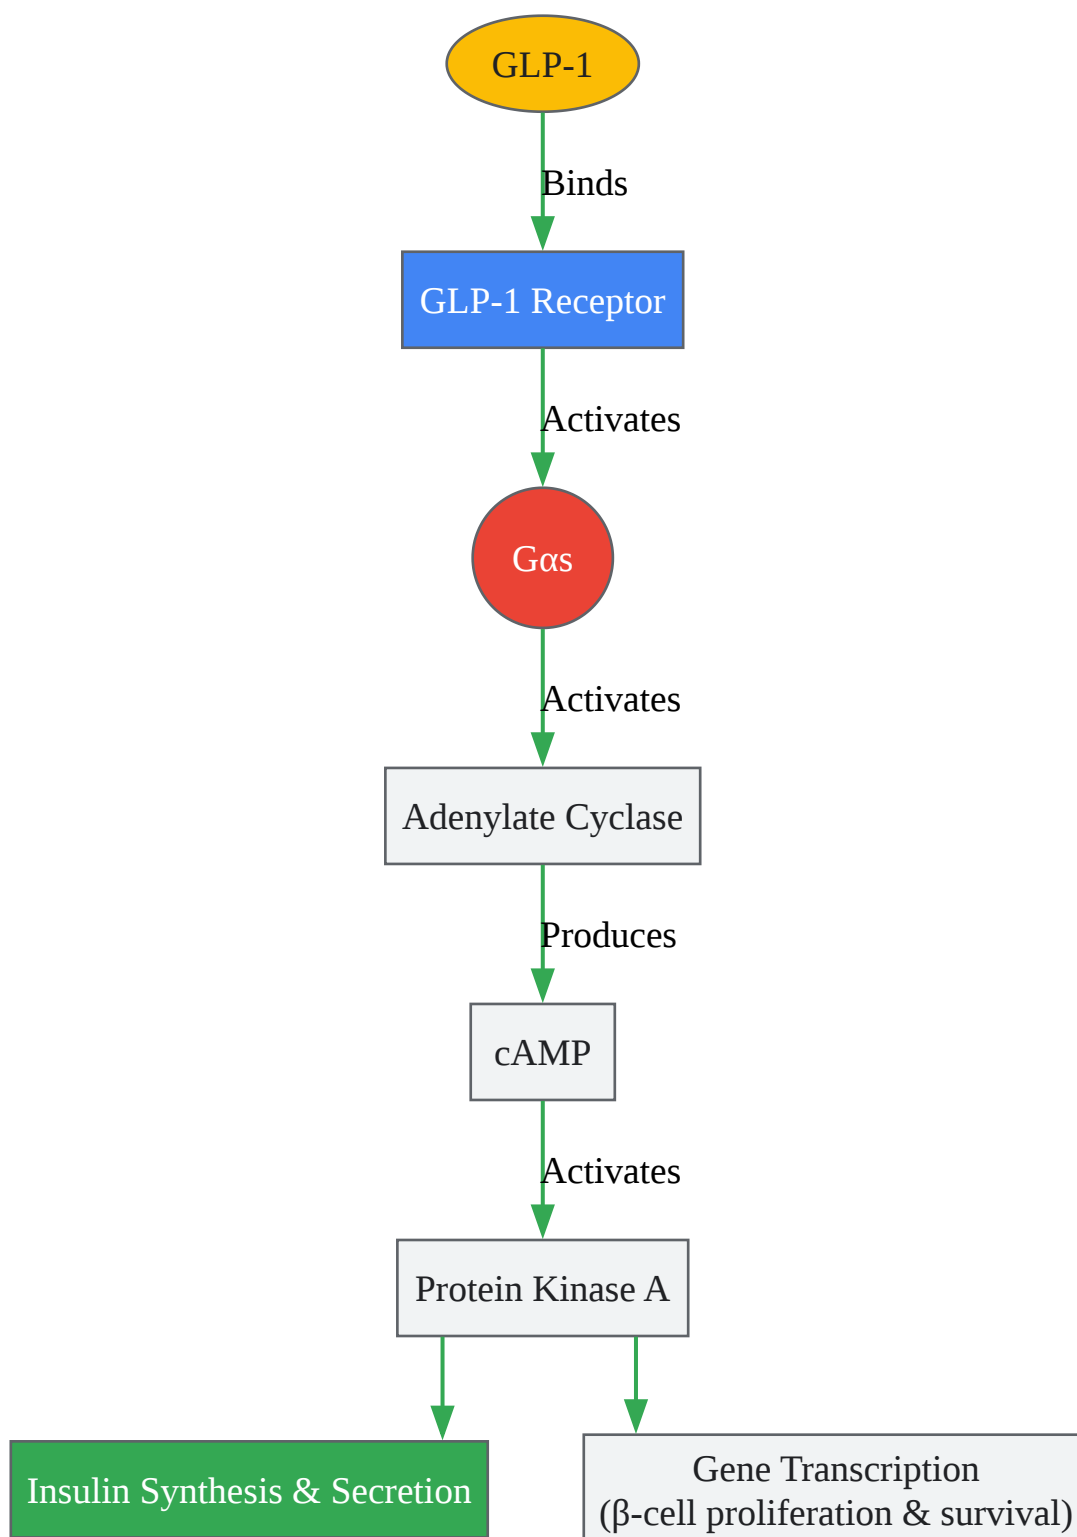 GLP-1
Binds
GLP-1 Receptor
Activates
Gαs
Activates
Adenylate Cyclase
Produces
cAMP
Activates
Protein Kinase A
Insulin Synthesis & Secretion
Gene Transcription
(β-cell proliferation & survival)